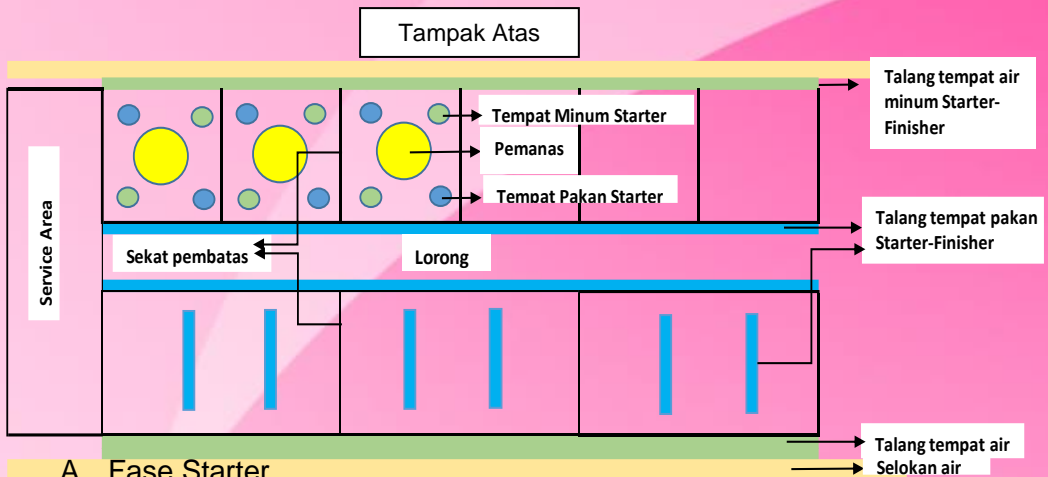 Tampak Atas
Talang tempat air
minum Starter-
Finisher
Tempat Minum Starter
Pemanas
Tempat Pakan Starter
Talang tempat pakan
Starter-Finisher
Service Area
Sekat pembatas
Lorong
Talang tempat air
Selokan air
A Fase Starter